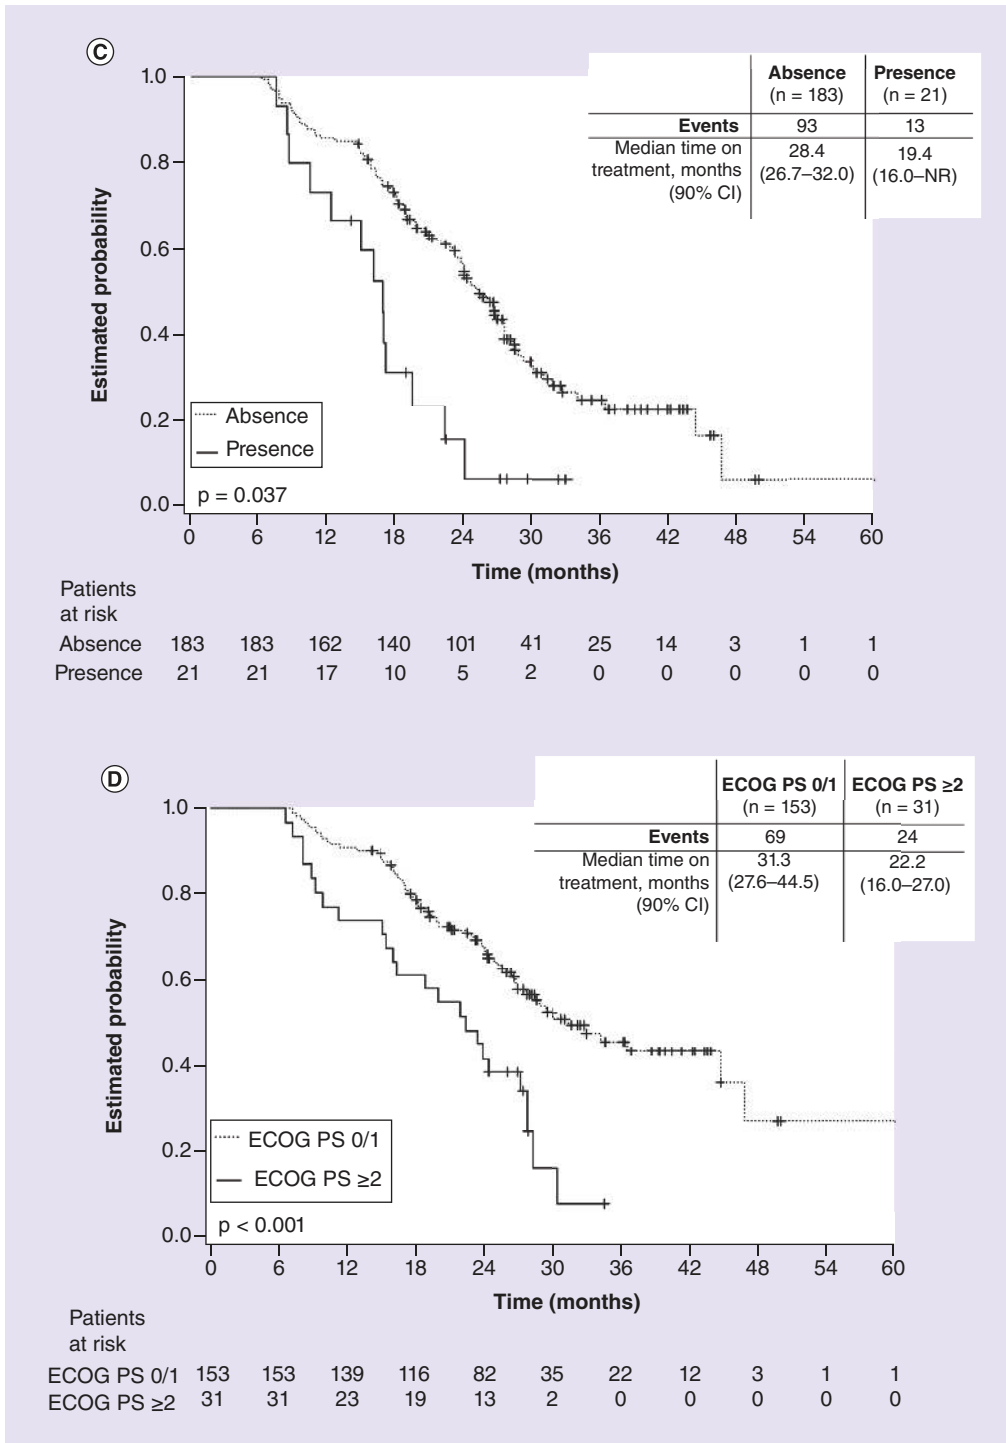 C
Absence Presence
(n = 183) (n = 21)
Events 93 13
Median time on 28.4 19.4
treatment, months (26.7–32.0) (16.0–NR)
(90% CI)
1.0
0.8
0.6
0.4
0.2
0.0
Estimated probability
Absence
Presence
p = 0.037
0 6 12 18 24 30 36 42 48 54 60
Time (months)
Patients
at risk
Absence 183 183 162 140 101 41 25 14 3 1 1
Presence 21 21 17 10 5 2 0 0 0 0 0
D
ECOG PS 0/1 ECOG PS ≥2
(n = 153) (n = 31)
Events 69 24
Median time on 31.3 22.2
treatment, months (27.6–44.5) (16.0–27.0)
(90% CI)
1.0
0.8
0.6
0.4
0.2
0.0
Estimated probability
ECOG PS 0/1
ECOG PS ≥2
p < 0.001
0 6 12 18 24 30 36 42 48 54 60
Time (months)
Patients
at risk
ECOG PS 0/1 153 153 139 116 82 35 22 12 3 1 1
ECOG PS ≥2 31 31 23 19 13 2 0 0 0 0 0